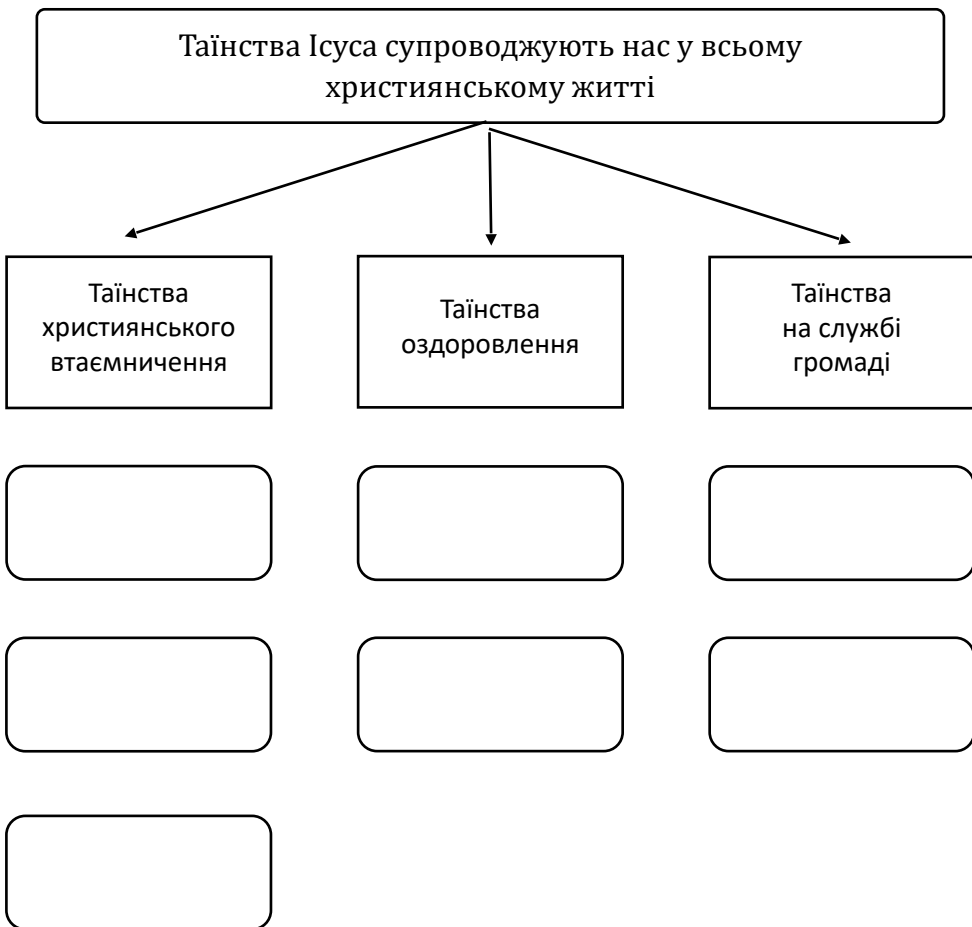 Таїнства Ісуса супроводжують нас у всьому
християнському житті
Таїнства
християнського
втаємничення
Таїнства
оздоровлення
Таїнства
на службі
громаді